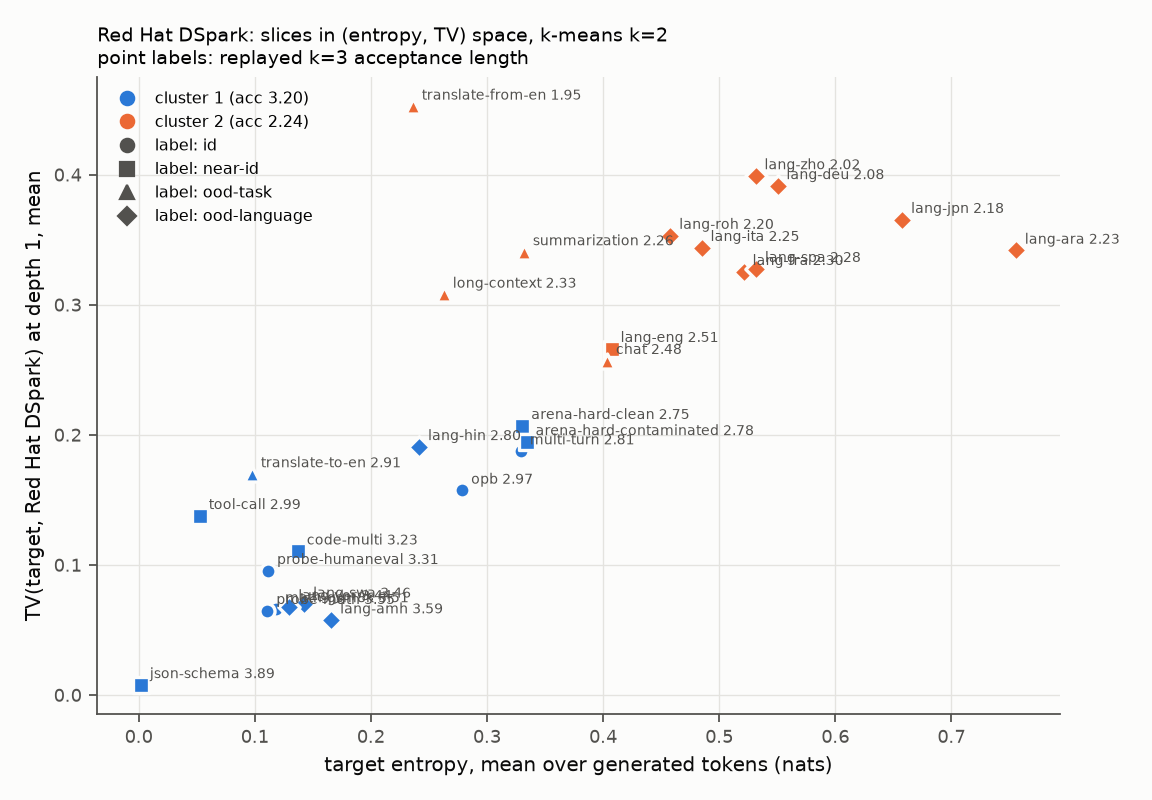 Red Hat DSpark: slices in (entropy, TV) space, k-means k=2
point labels: replayed k=3 acceptance length
cluster 1 (acc 3.20)
cluster 2 (acc 2.24)
label: id
label: near-id
label: ood-task
label: ood-language
translate-from-en 1.95
lang-zho 2.02
lang-deu 2.08
lang-jpn 2.18
lang-roh 2.20
lang-ita 2.25
lang-ara 2.23
summarization 2.26
lang-spa 2.28
lang-fra 2.30
long-context 2.33
lang-eng 2.51
chat 2.48
arena-hard-clean 2.75
arena-hard-contaminated 2.78
multi-turn 2.81
lang-hin 2.80
translate-to-en 2.91
opb 2.97
tool-call 2.99
code-multi 3.23
probe-humaneval 3.31
lang-swa 3.46
lang-amh 3.59
json-schema 3.89
TV(target, Red Hat DSpark) at depth 1, mean
0.4
0.3
0.2
0.1
0.0
0.0 0.1 0.2 0.3 0.4 0.5 0.6 0.7
target entropy, mean over generated tokens (nats)